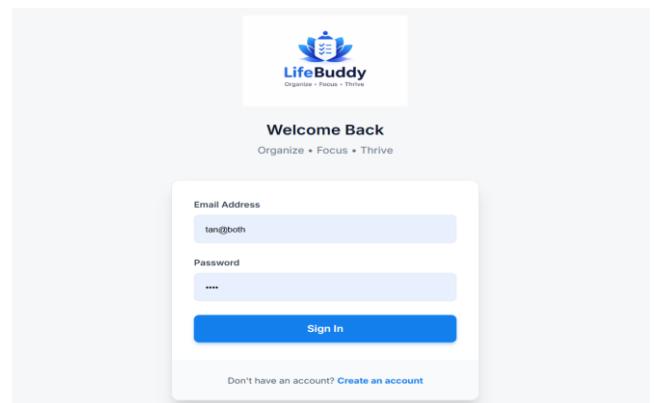 LifeBuddy
Organize • Focus • Thrive
Welcome Back
Organize • Focus • Thrive
Email Address
tan@both
Password
••••
Sign In
Don't have an account? Create an account